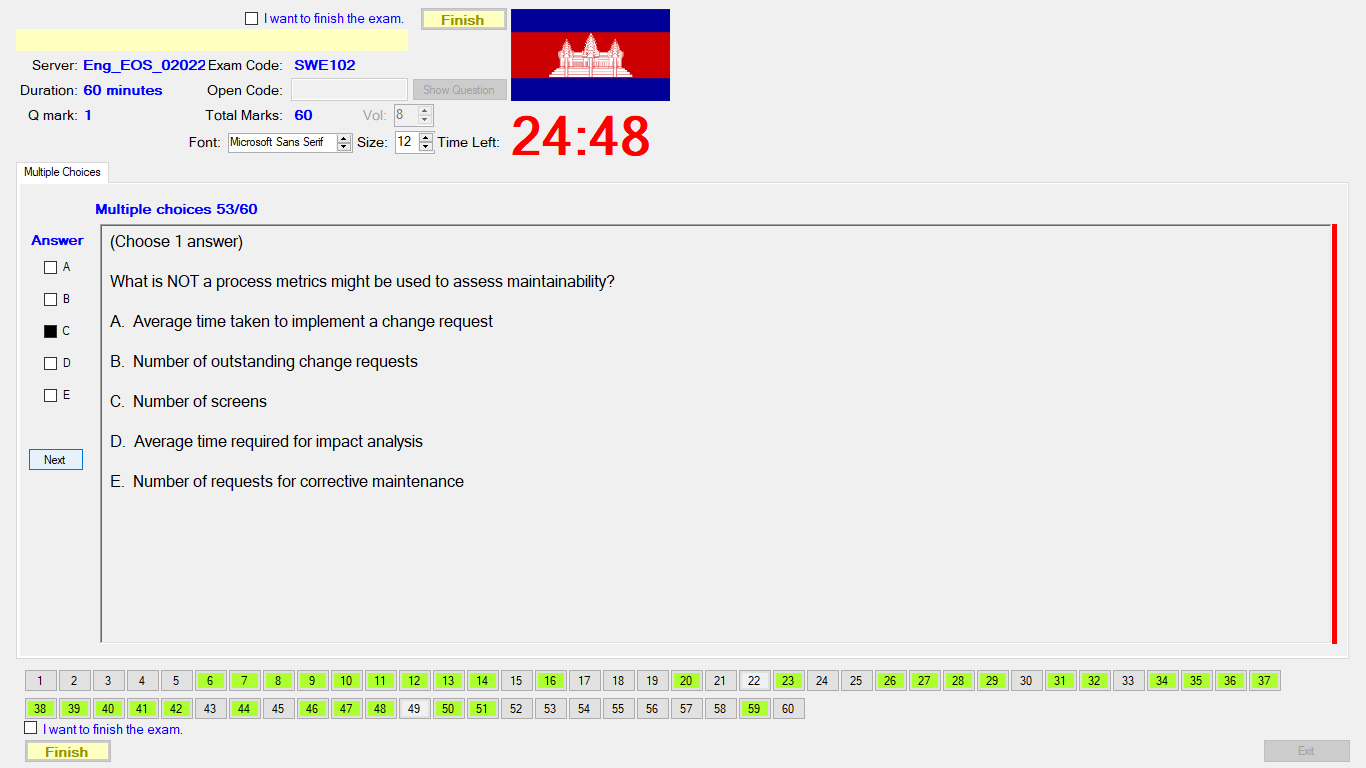 I want to finish the exam.
Finish
Server: Eng_EOS_02022 Exam Code: SWE102
Duration: 60 minutes Open Code: Show Question
Q mark: 1 Total Marks: 60 Vol: 8
Font: Microsoft Sans Serif Size: 12 Time Left: 24:48
Multiple Choices
Multiple choices 53/60
Answer
A
B
C
D
E
Next
(Choose 1 answer)
What is NOT a process metrics might be used to assess maintainability?
A. Average time taken to implement a change request
B. Number of outstanding change requests
C. Number of screens
D. Average time required for impact analysis
E. Number of requests for corrective maintenance
1 2 3 4 5 6 7 8 9 10 11 12 13 14 15 16 17 18 19 20 21 22 23 24 25 26 27 28 29 30 31 32 33 34 35 36 37
38 39 40 41 42 43 44 45 46 47 48 49 50 51 52 53 54 55 56 57 58 59 60
I want to finish the exam.
Finish
Exit